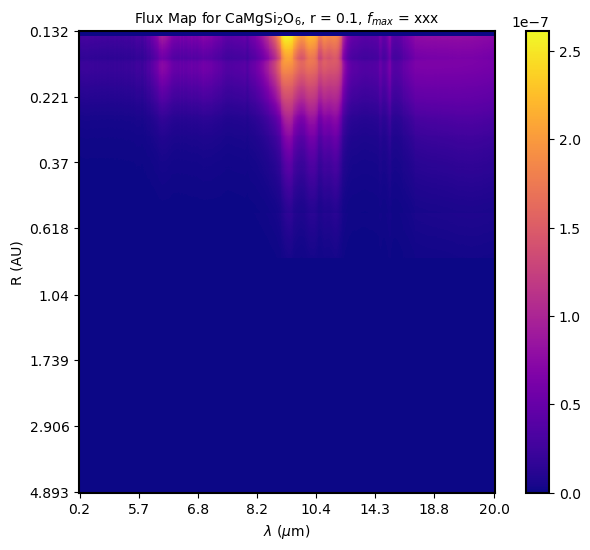 Flux Map for CaMgSi₂O₆, r = 0.1, fₘₐₓ = xxx
1e−7
0.132
0.221
0.37
0.618
1.04
1.739
2.906
4.893
R (AU)
0.2 5.7 6.8 8.2 10.4 14.3 18.8 20.0
λ (μm)
2.5
2.0
1.5
1.0
0.5
0.0